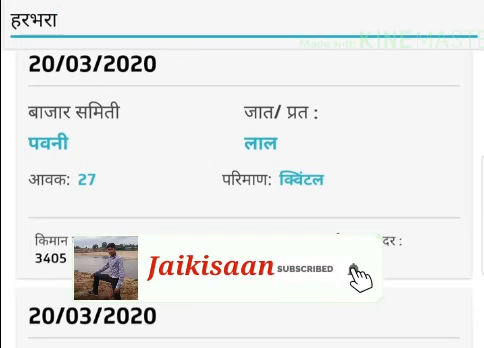 हरभरा
Made with KINEMASTE
20/03/2020
बाजार समिती जात/ प्रत :
पवनी लाल
आवक: 27 परिमाण: क्विंटल
किमान दर :
3405
Jaikisaan SUBSCRIBED
20/03/2020